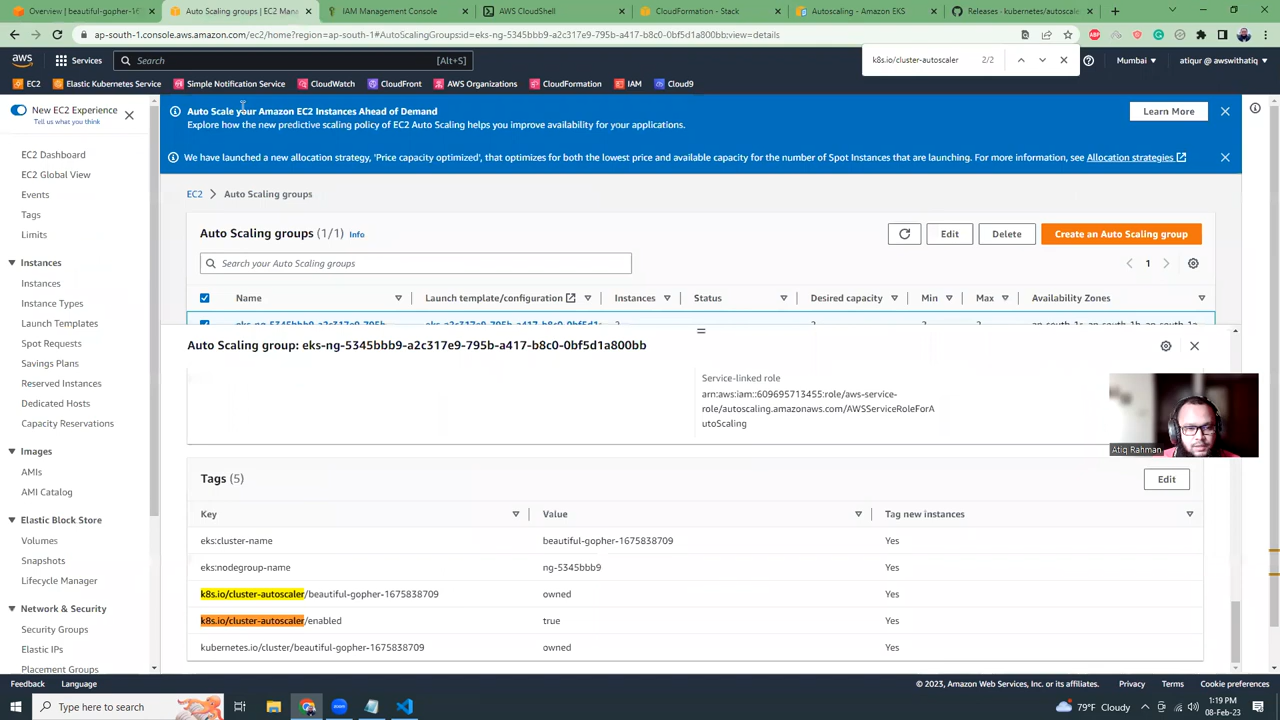 Overview | beautiful-gopher-16
Auto Scaling groups | EC2 Mana
IAM Management Console
AWS CloudShell
CloudFormation - Stack
Autoscaling - Amazon EKS
Releases · kubernetes/autoscale
ap-south-1.console.aws.amazon.com/ec2/home?region=ap-south-1#AutoScalingGroups:id=eks-ng-5345bbb9-a2c317e9-795b-a417-b8c0-0bf5d1a800bb;view=details
k8s.io/cluster-autoscaler 2/2
aws Services Search [Alt+S] Mumbai atiqur @ awswithatiq
EC2 Elastic Kubernetes Service Simple Notification Service CloudWatch CloudFront AWS Organizations CloudFormation IAM Cloud9
New EC2 Experience
Tell us what you think
EC2 Dashboard
EC2 Global View
Events
Tags
Limits
Instances
Instances
Instance Types
Launch Templates
Spot Requests
Savings Plans
Reserved Instances
Dedicated Hosts
Capacity Reservations
Images
AMIs
AMI Catalog
Elastic Block Store
Volumes
Snapshots
Lifecycle Manager
Network & Security
Security Groups
Elastic IPs
Placement Groups
Auto Scale your Amazon EC2 Instances Ahead of Demand
Explore how the new predictive scaling policy of EC2 Auto Scaling helps you improve availability for your applications.
Learn More
We have launched a new allocation strategy, 'Price capacity optimized', that optimizes for both the lowest price and available capacity for the number of Spot Instances that are launching. For more information, see Allocation strategies
EC2 > Auto Scaling groups
Auto Scaling groups (1/1) Info
Edit Delete Create an Auto Scaling group
Search your Auto Scaling groups
1
Name Launch template/configuration Instances Status Desired capacity Min Max Availability Zones
Auto Scaling group: eks-ng-5345bbb9-a2c317e9-795b-a417-b8c0-0bf5d1a800bb
Service-linked role
arn:aws:iam::609695713455:role/aws-service-
role/autoscaling.amazonaws.com/AWSServiceRoleForA
utoScaling
Atiq Rahman
Tags (5)
Edit
Key Value Tag new instances
eks:cluster-name beautiful-gopher-1675838709 Yes
eks:nodegroup-name ng-5345bbb9 Yes
k8s.io/cluster-autoscaler/beautiful-gopher-1675838709 owned Yes
k8s.io/cluster-autoscaler/enabled true Yes
kubernetes.io/cluster/beautiful-gopher-1675838709 owned Yes
Feedback Language © 2023, Amazon Web Services, Inc. or its affiliates. Privacy Terms Cookie preferences
Type here to search
79°F Cloudy
1:19 PM
08-Feb-23